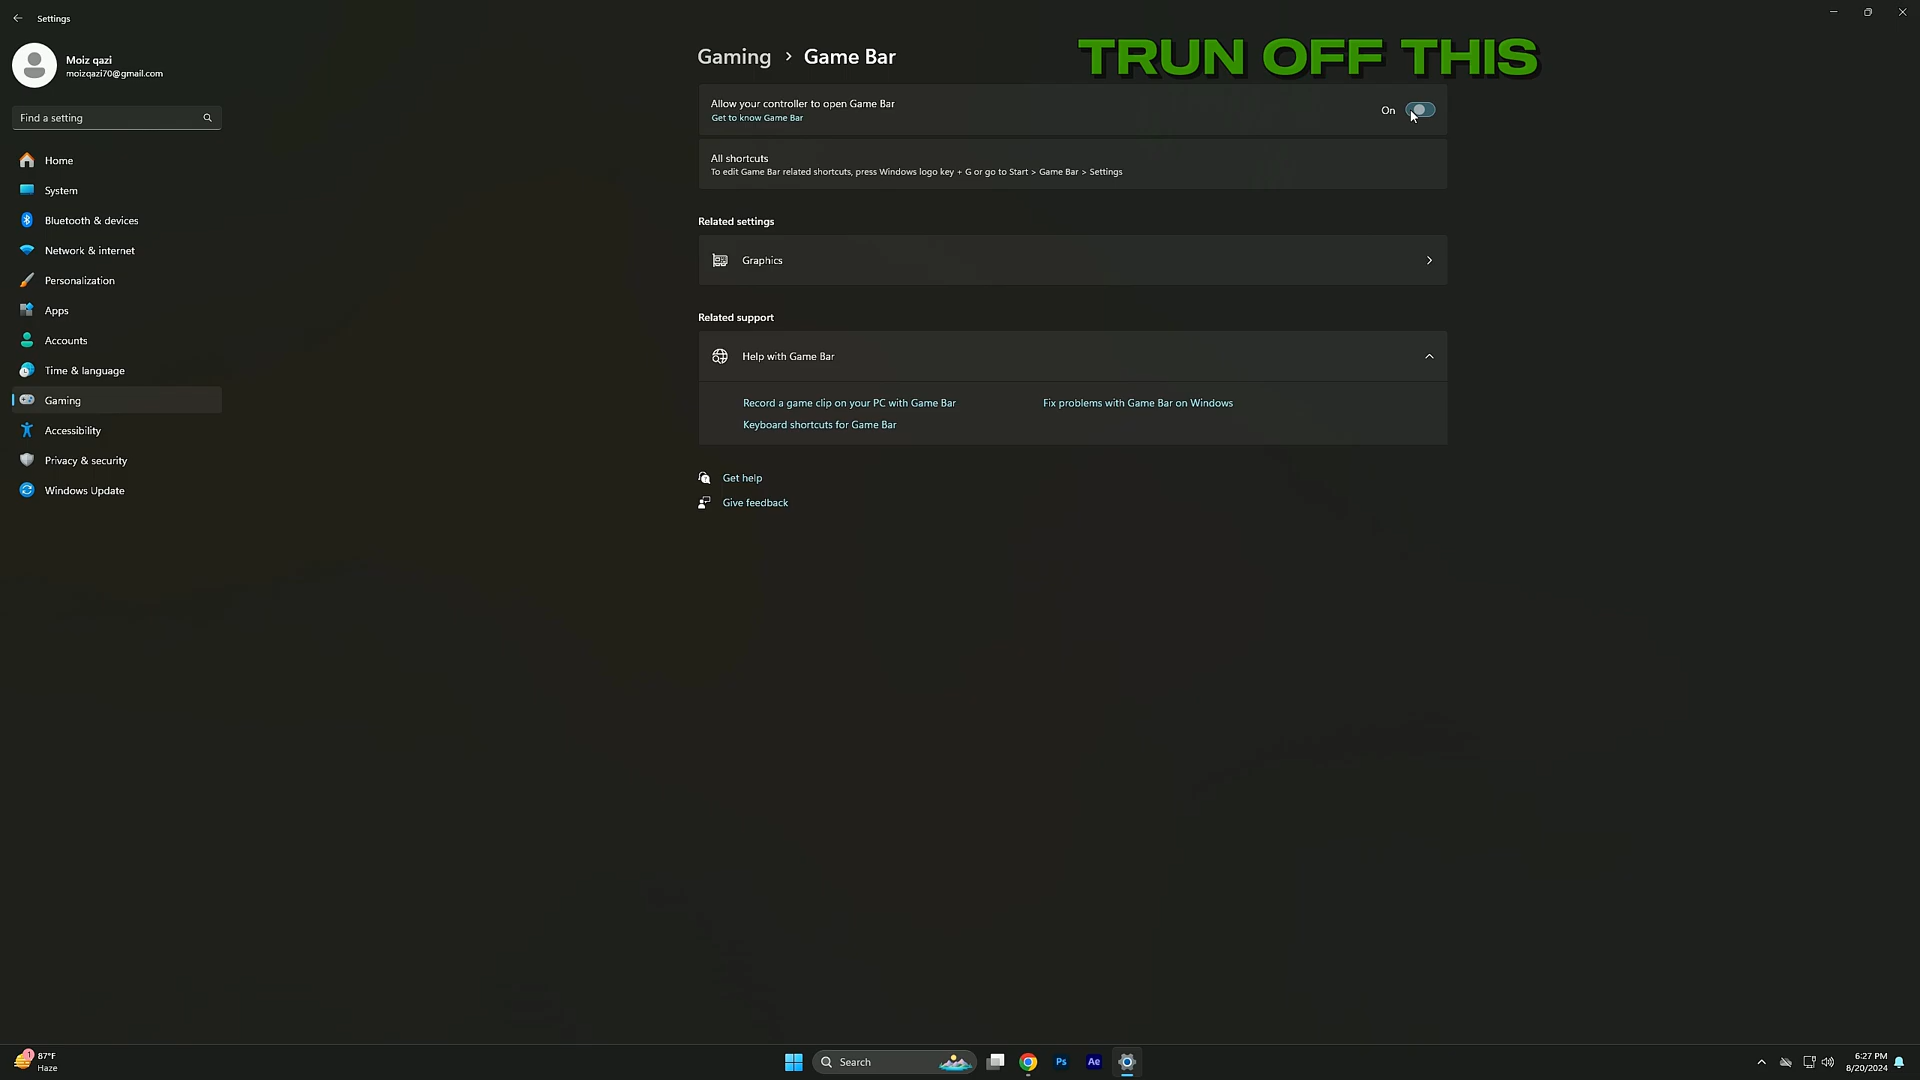 Settings
Moiz qazi
moizqazi70@gmail.com
Find a setting
Home
System
Bluetooth & devices
Network & internet
Personalization
Apps
Accounts
Time & language
Gaming
Accessibility
Privacy & security
Windows Update
Gaming > Game Bar
TRUN OFF THIS
Allow your controller to open Game Bar
Get to know Game Bar
On
All shortcuts
To edit Game Bar related shortcuts, press Windows logo key + G or go to Start > Game Bar > Settings
Related settings
Graphics
Related support
Help with Game Bar
Record a game clip on your PC with Game Bar
Fix problems with Game Bar on Windows
Keyboard shortcuts for Game Bar
Get help
Give feedback
1
87°F
Haze
Search
Ps
Ae
6:27 PM
8/20/2024